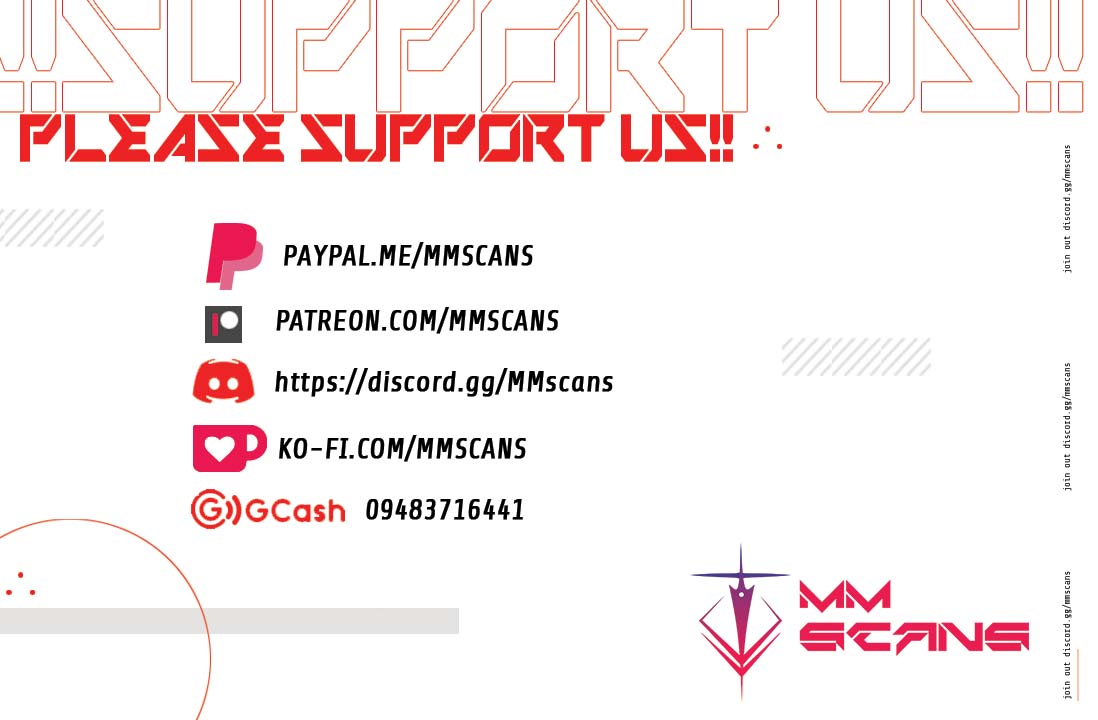 !!SUPPORT US!!
PLEASE SUPPORT US!!
PAYPAL.ME/MMSCANS
PATREON.COM/MMSCANS
https://discord.gg/MMscans
KO-FI.COM/MMSCANS
GCash 09483716441
MM
SCANS
join out discord.gg/mmscans
join out discord.gg/mmscans
join out discord.gg/mmscans